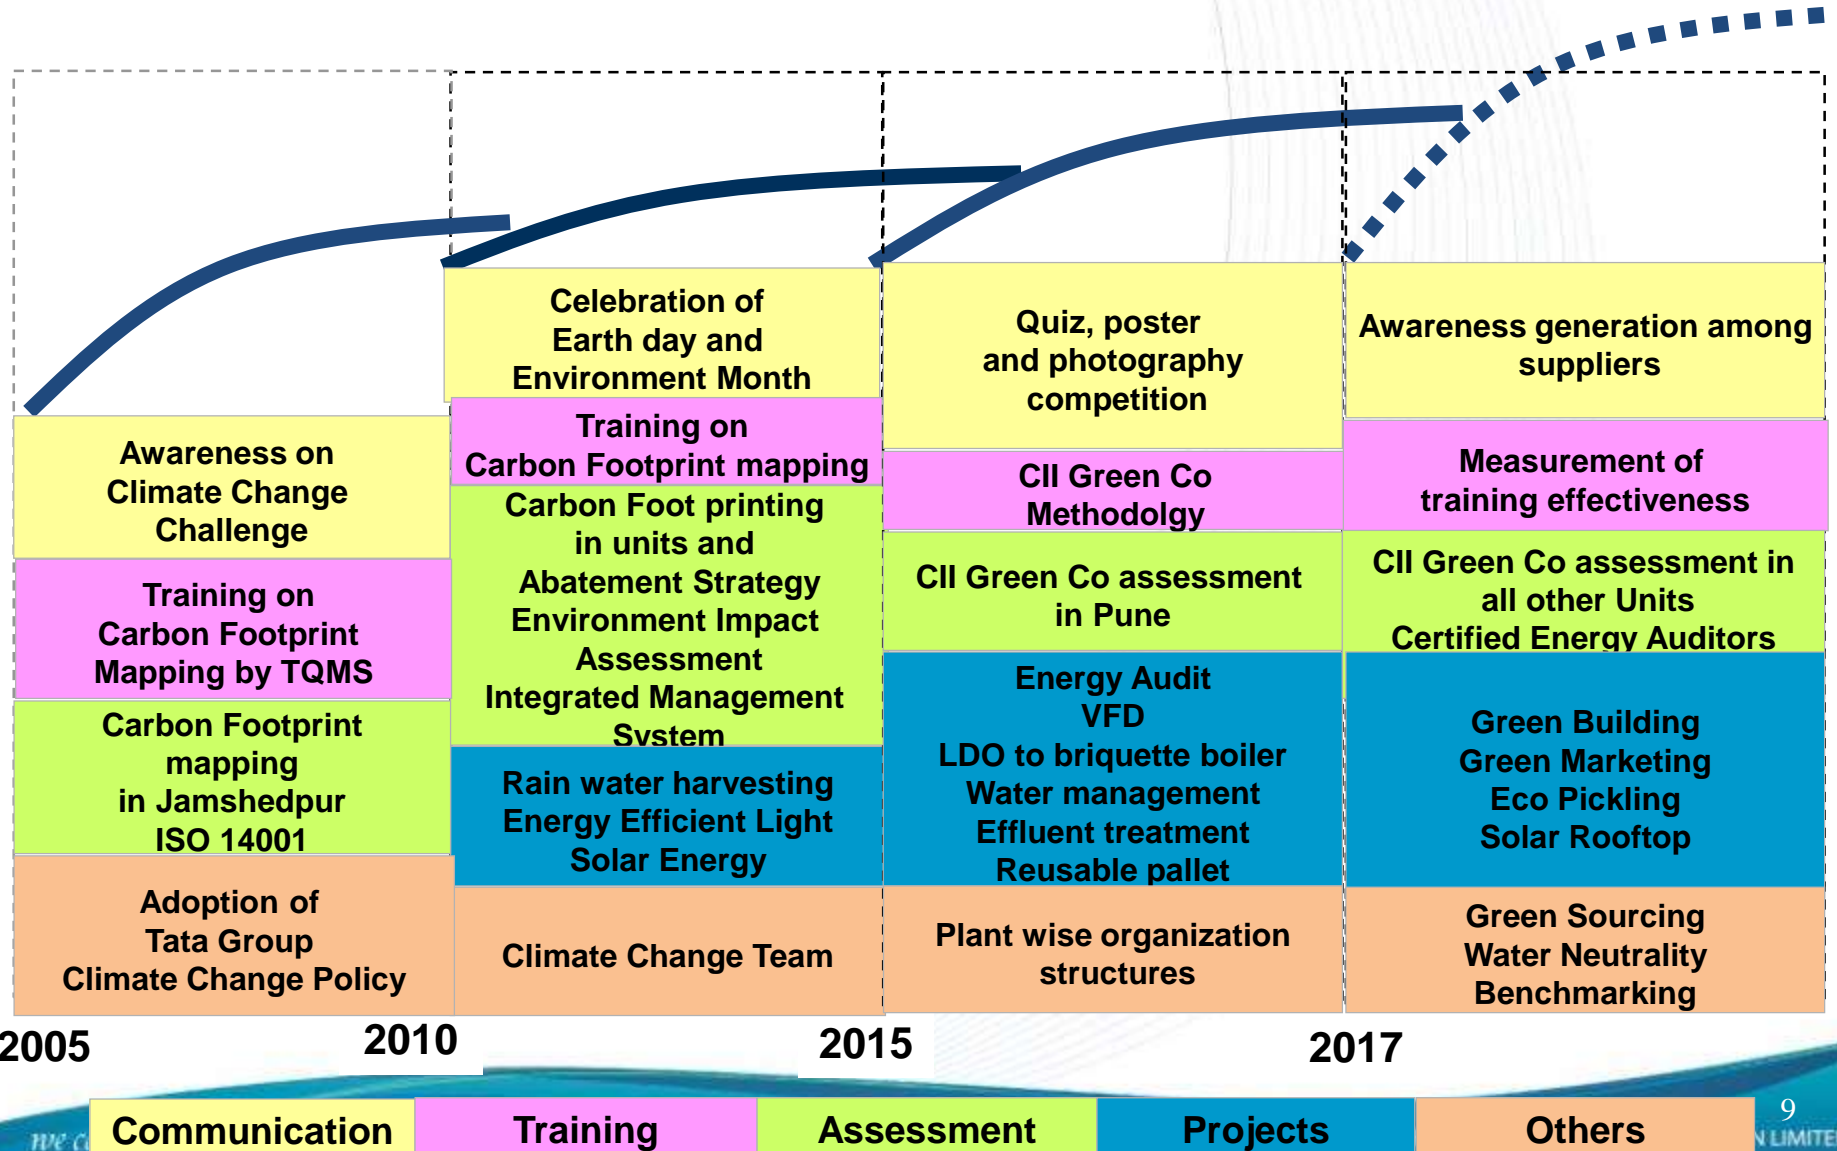 Awareness on
Climate Change
Challenge
Training on
Carbon Footprint
Mapping by TQMS
Carbon Footprint
mapping
in Jamshedpur
ISO 14001
Adoption of
Tata Group
Climate Change Policy
Celebration of
Earth day and
Environment Month
Training on
Carbon Footprint mapping
Carbon Foot printing
in units and
Abatement Strategy
Environment Impact
Assessment
Integrated Management
System
Rain water harvesting
Energy Efficient Light
Solar Energy
Climate Change Team
Quiz, poster
and photography
competition
CII Green Co
Methodolgy
CII Green Co assessment
in Pune
Energy Audit
VFD
LDO to briquette boiler
Water management
Effluent treatment
Reusable pallet
Plant wise organization
structures
Awareness generation among
suppliers
Measurement of
training effectiveness
CII Green Co assessment in
all other Units
Certified Energy Auditors
Green Building
Green Marketing
Eco Pickling
Solar Rooftop
Green Sourcing
Water Neutrality
Benchmarking
2005
2010
2015
2017
Communication
Training
Assessment
Projects
Others
9
we